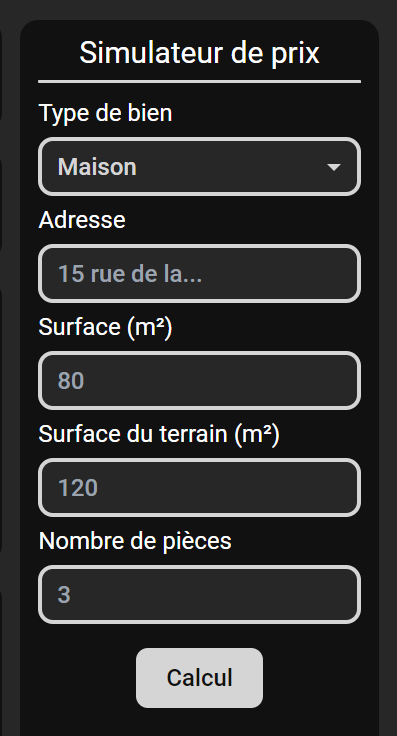 Simulateur de prix
Type de bien
Maison
Adresse
15 rue de la...
Surface (m²)
80
Surface du terrain (m²)
120
Nombre de pièces
3
Calcul